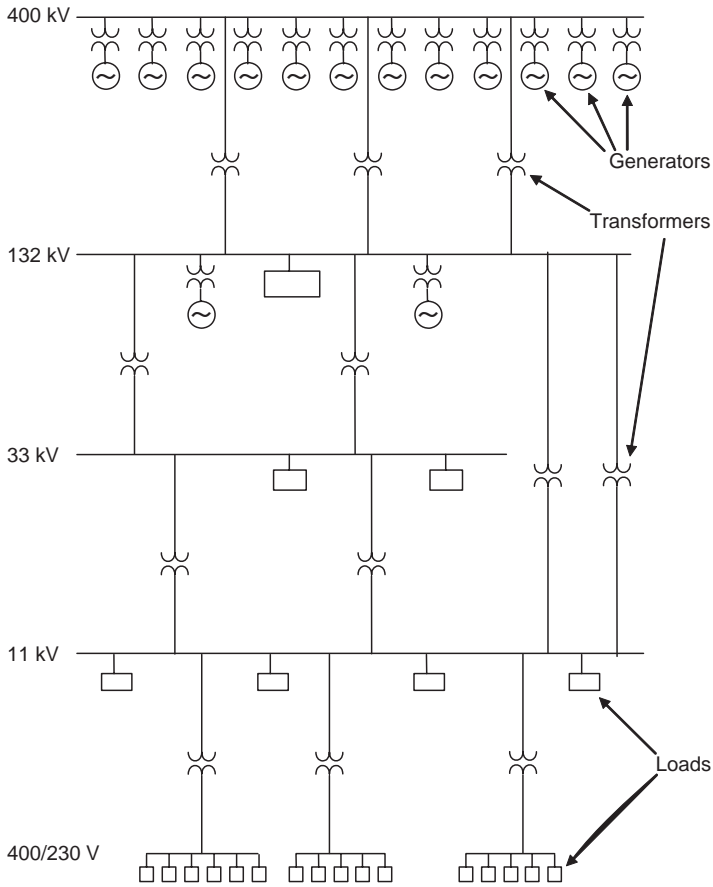 400 kV
Generators
Transformers
132 kV
33 kV
11 kV
Loads
400/230 V